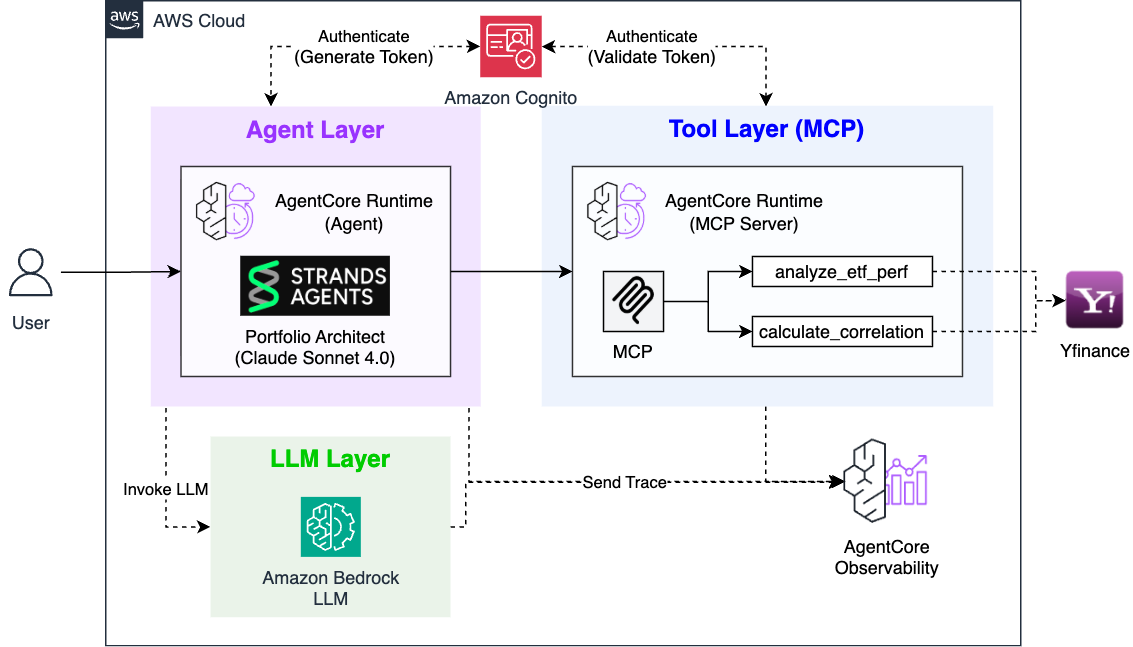 aws
AWS Cloud
Authenticate
(Generate Token)
Authenticate
(Validate Token)
Amazon Cognito
Agent Layer
AgentCore Runtime
(Agent)
STRANDS
AGENTS
Portfolio Architect
(Claude Sonnet 4.0)
Tool Layer (MCP)
AgentCore Runtime
(MCP Server)
MCP
analyze_etf_perf
calculate_correlation
User
Y!
Yfinance
LLM Layer
Invoke LLM
Amazon Bedrock
LLM
Send Trace
AgentCore
Observability